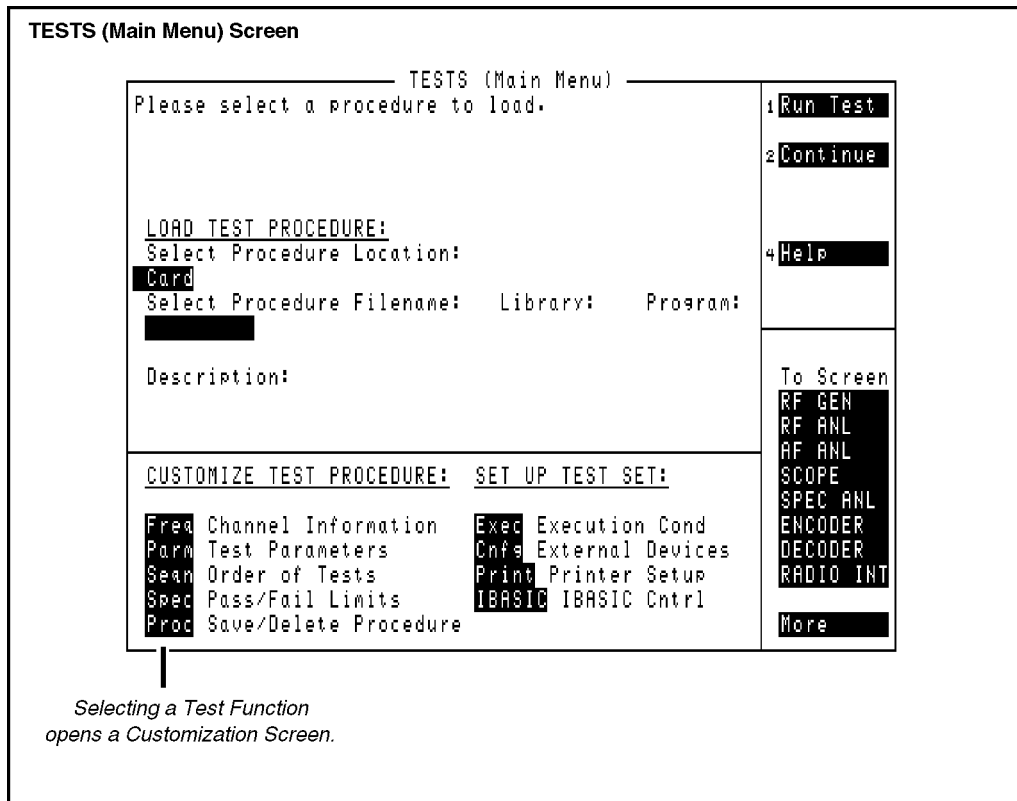 TESTS (Main Menu) Screen
TESTS (Main Menu)
Please select a procedure to load.
LOAD TEST PROCEDURE:
Select Procedure Location:
Card
Select Procedure Filename: Library: Program:
Description:
CUSTOMIZE TEST PROCEDURE:
Freq Channel Information
Parm Test Parameters
Seqn Order of Tests
Spec Pass/Fail Limits
Proc Save/Delete Procedure
SET UP TEST SET:
Exec Execution Cond
Cnfg External Devices
Print Printer Setup
IBASIC IBASIC Cntrl
1 Run Test
2 Continue
4 Help
To Screen
RF GEN
RF ANL
AF ANL
SCOPE
SPEC ANL
ENCODER
DECODER
RADIO INT
More
Selecting a Test Function
opens a Customization Screen.